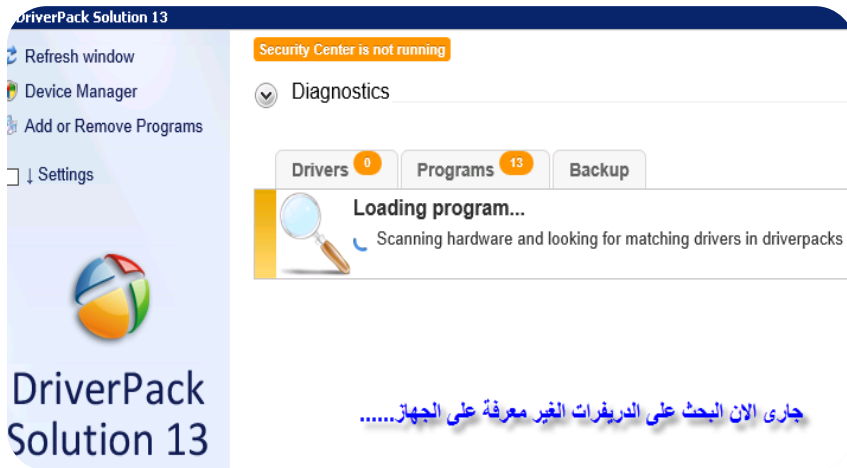 DriverPack Solution 13
Refresh window
Device Manager
Add or Remove Programs
↓ Settings
DriverPack
Solution 13
Security Center is not running
Diagnostics
Drivers 0
Programs 13
Backup
Loading program...
Scanning hardware and looking for matching drivers in driverpacks
جارى الان البحث على الدريفرات الغير معرفة على الجهاز......